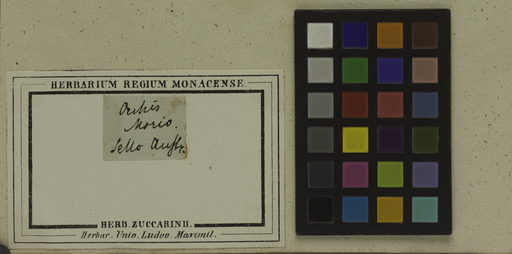 HERBARIUM REGIUM MONACENSE.
Orchis
Morio.
Sello Austr.
HERB. ZUCCARINII.
Herbar. Univ. Ludov. Maximil.